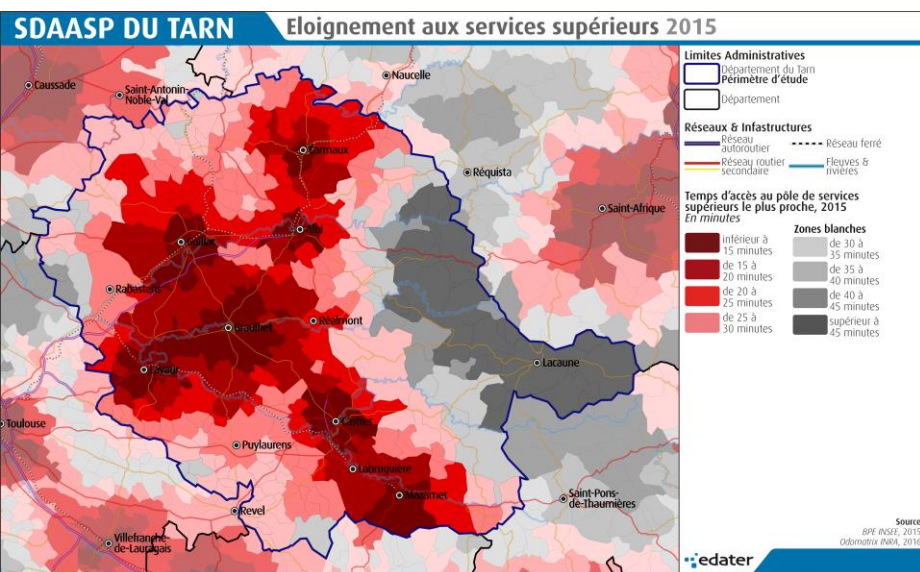 SDAASP DU TARN
Eloignement aux services supérieurs 2015
Caussade
Saint-Antonin-
Noble-Val
Naucelle
Carmaux
Réquista
Saint-Afrique
Albi
Gaillac
Rabastens
Graulhet
Réalmont
Lavaur
Lacaune
Toulouse
Castres
Puylaurens
Labruguière
Mazamet
Saint-Pons-
de-Thaumières
Revel
Villefranche-
de-Lauragais
Limites Administratives
Département du Tarn
Périmètre d'étude
Département
Réseaux & Infastructures
Réseau
autoroutier
Réseau ferré
Réseau routier
secondaire
Fleuves &
rivières
Temps d'accès au pôle de services
supérieurs le plus proche, 2015
En minutes
inférieur à
15 minutes
de 15 à
20 minutes
de 20 à
25 minutes
de 25 à
30 minutes
Zones blanches
de 30 à
35 minutes
de 35 à
40 minutes
de 40 à
45 minutes
supérieur à
45 minutes
Source
BPE INSEE, 2015
Odomatrix INRA, 2016
edater